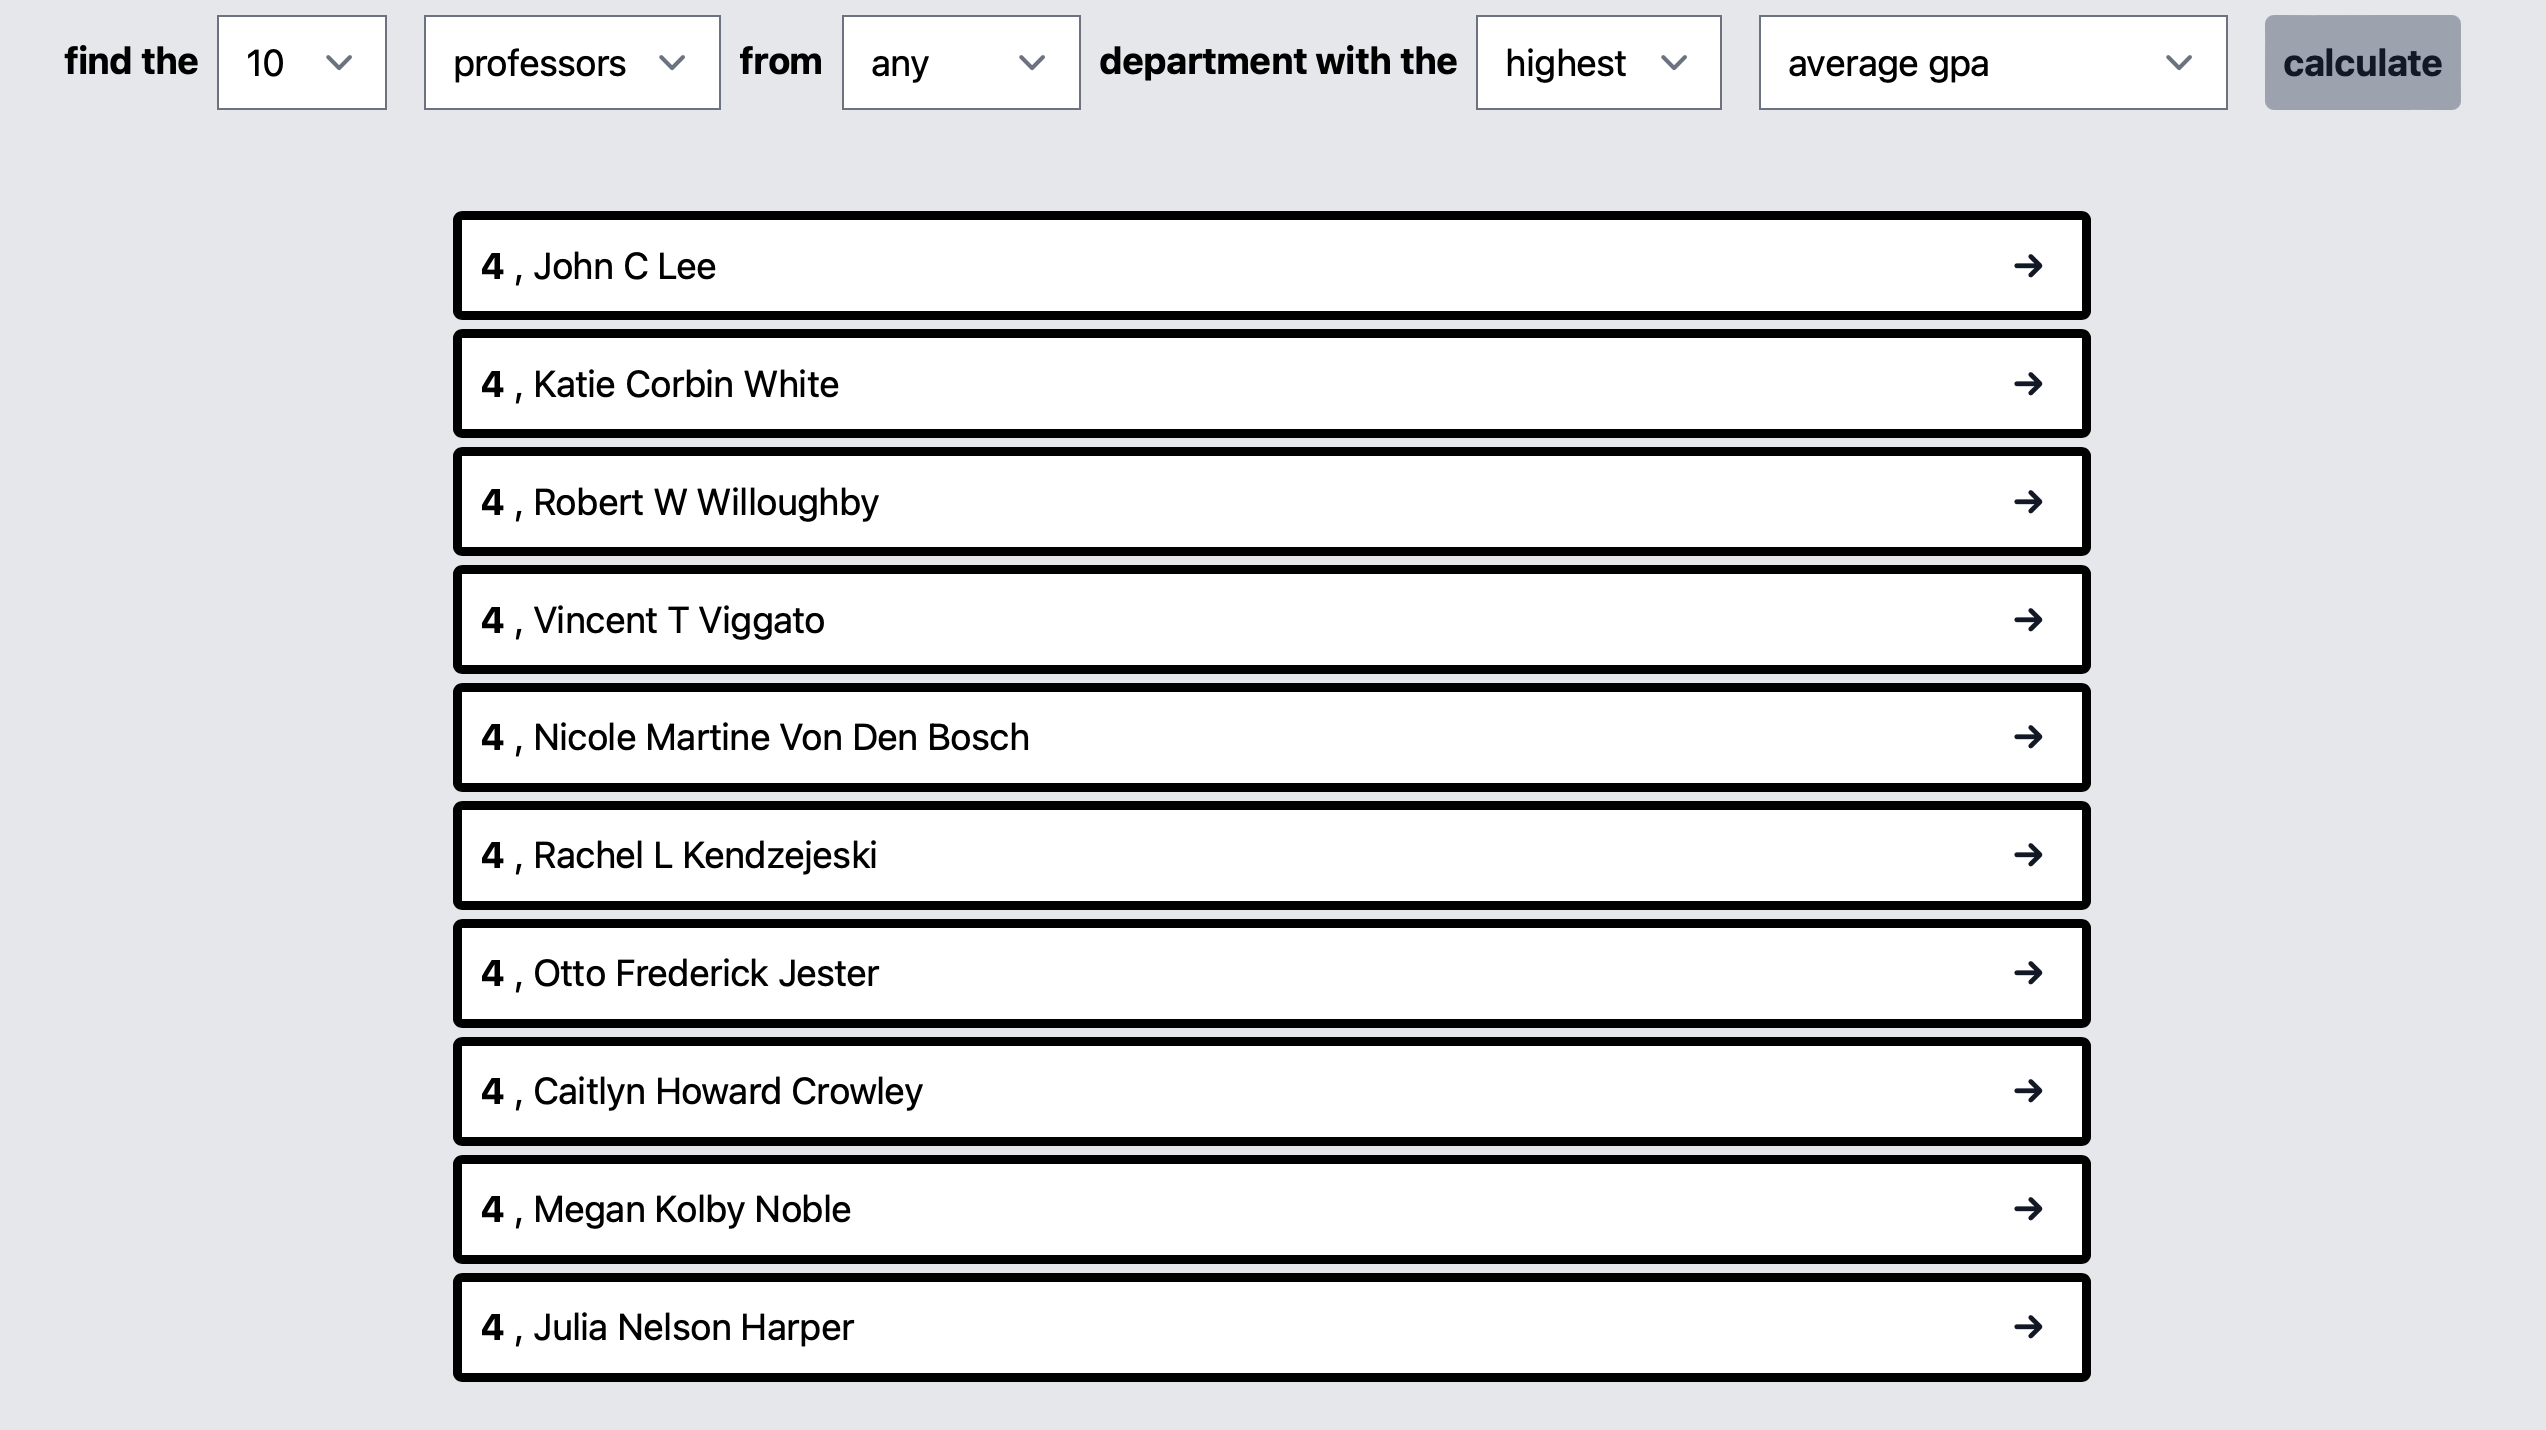 find the 10 professors from any department with the highest average gpa calculate
4 , John C Lee
4 , Katie Corbin White
4 , Robert W Willoughby
4 , Vincent T Viggato
4 , Nicole Martine Von Den Bosch
4 , Rachel L Kendzejeski
4 , Otto Frederick Jester
4 , Caitlyn Howard Crowley
4 , Megan Kolby Noble
4 , Julia Nelson Harper